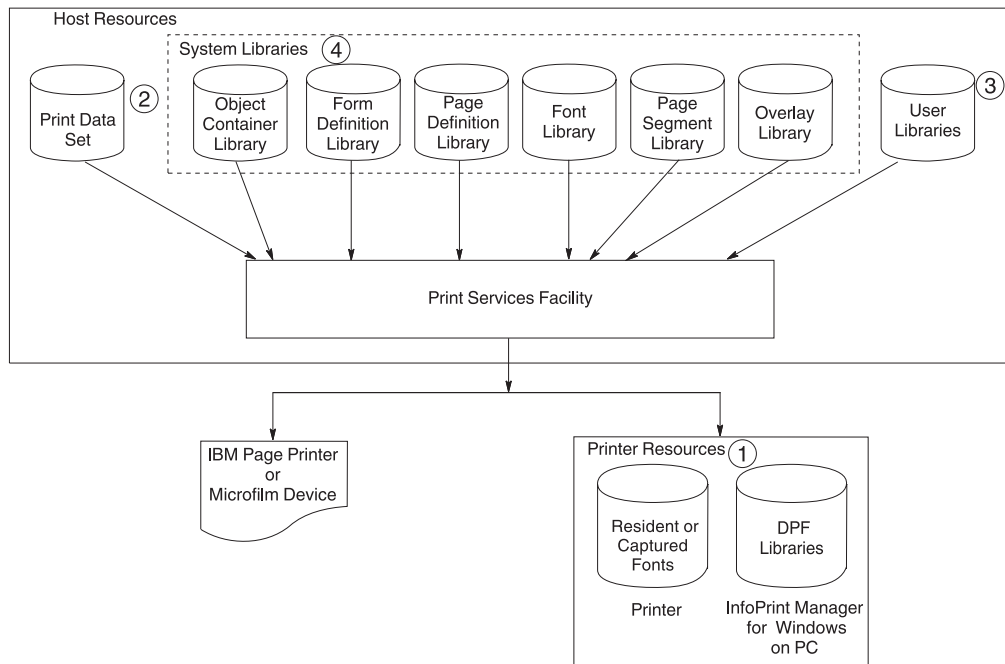 Host Resources
System Libraries
4
2
3
Print Data
Set
Object
Container
Library
Form
Definition
Library
Page
Definition
Library
Font
Library
Page
Segment
Library
Overlay
Library
User
Libraries
Print Services Facility
IBM Page Printer
or
Microfilm Device
Printer Resources
1
Resident or
Captured
Fonts
DPF
Libraries
Printer
InfoPrint Manager
for Windows
on PC